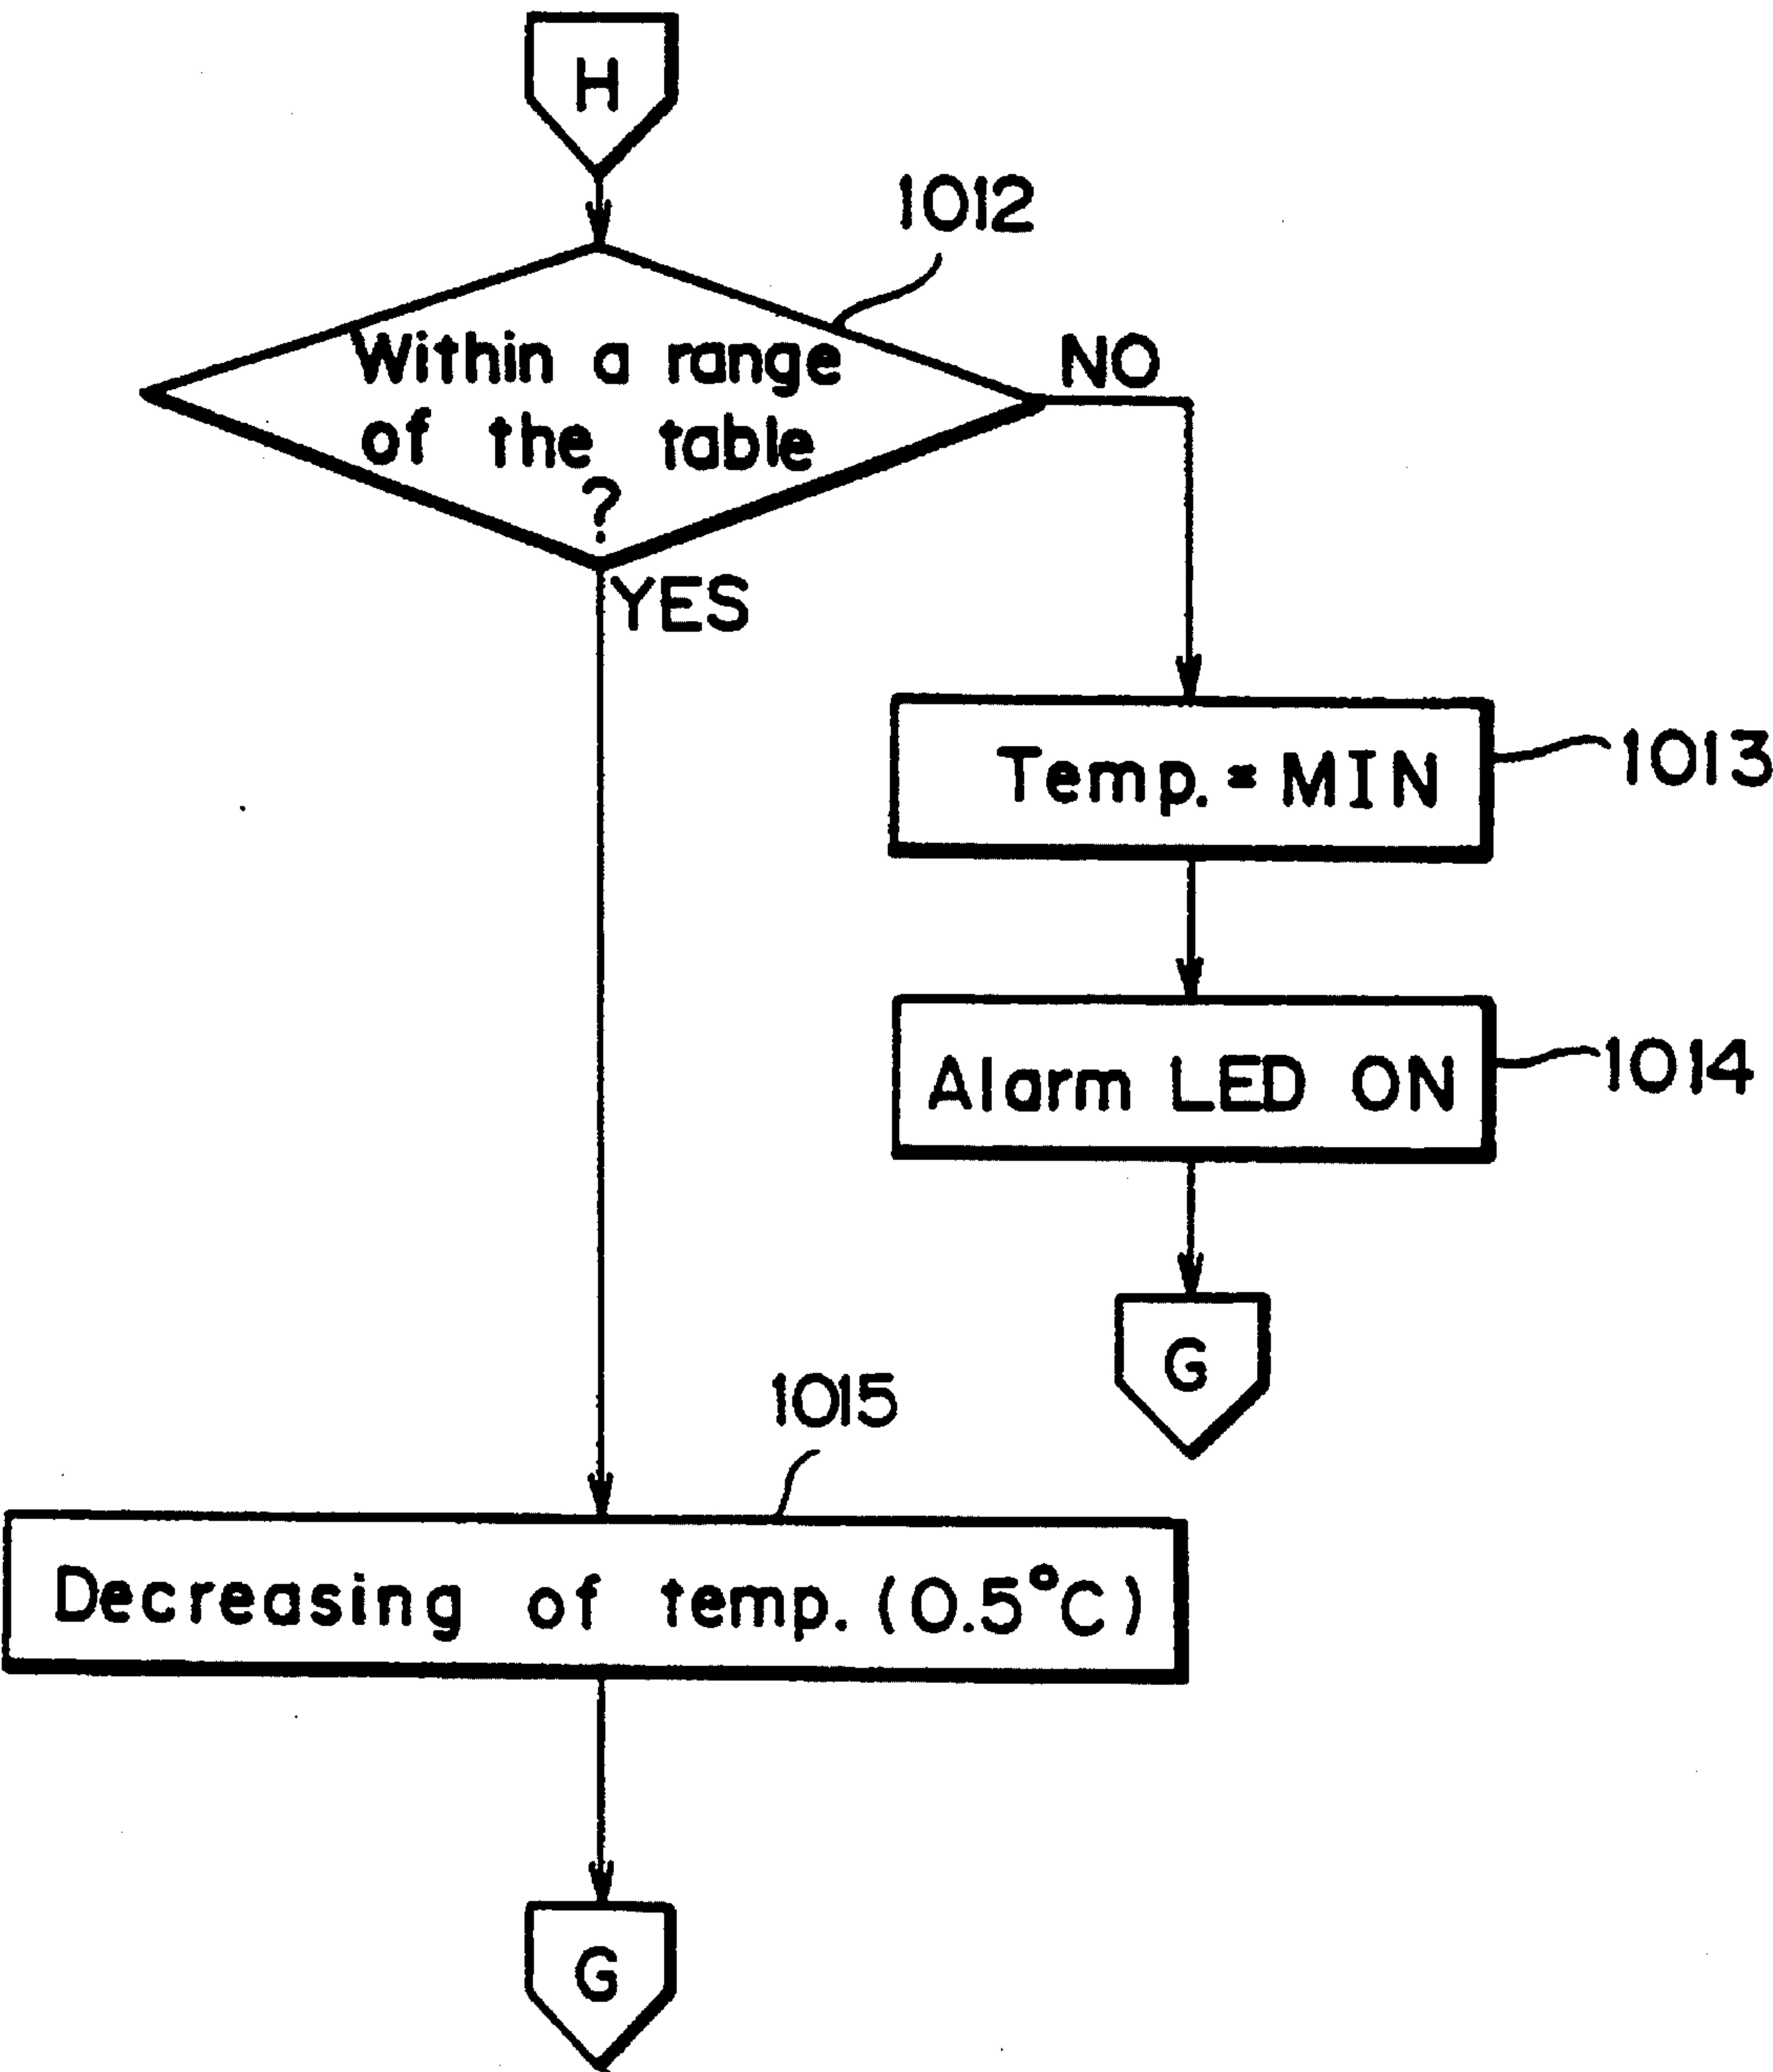 H
1012
Within a range
of the table
?
NO
YES
Temp. = MIN
1013
Alarm LED ON
1014
G
1015
Decreasing of temp. (0.5°C)
G